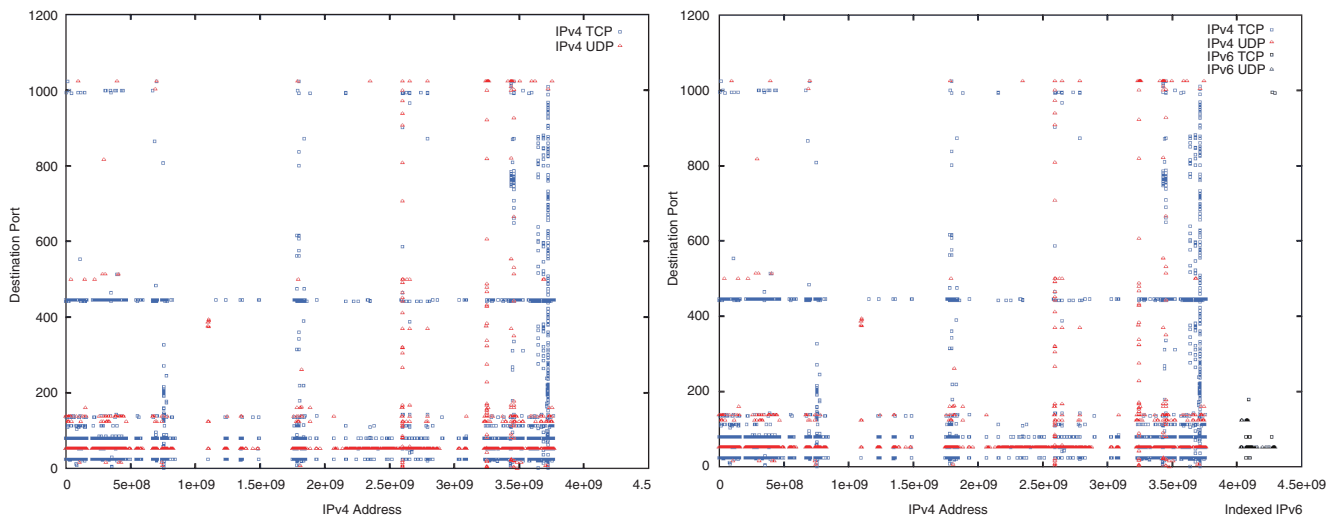 1200
1000
800
600
400
200
0
Destination Port
IPv4 TCP
IPv4 UDP
0 5e+08 1e+09 1.5e+09 2e+09 2.5e+09 3e+09 3.5e+09 4e+09 4.5
IPv4 Address
1200
1000
800
600
400
200
0
Destination Port
IPv4 TCP
IPv4 UDP
IPv6 TCP
IPv6 UDP
0 5e+08 1e+09 1.5e+09 2e+09 2.5e+09 3e+09 3.5e+09 4e+09 4.5e+09
IPv4 Address Indexed IPv6